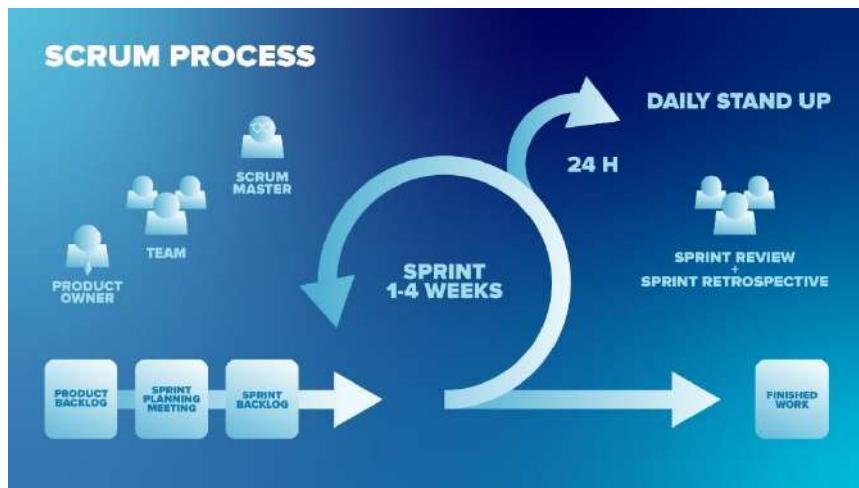 SCRUM PROCESS
SCRUM
MASTER
TEAM
PRODUCT
OWNER
DAILY STAND UP
24 H
SPRINT
1-4 WEEKS
SPRINT REVIEW
+
SPRINT RETROSPECTIVE
PRODUCT
BACKLOG
SPRINT
PLANNING
MEETING
SPRINT
BACKLOG
FINISHED
WORK